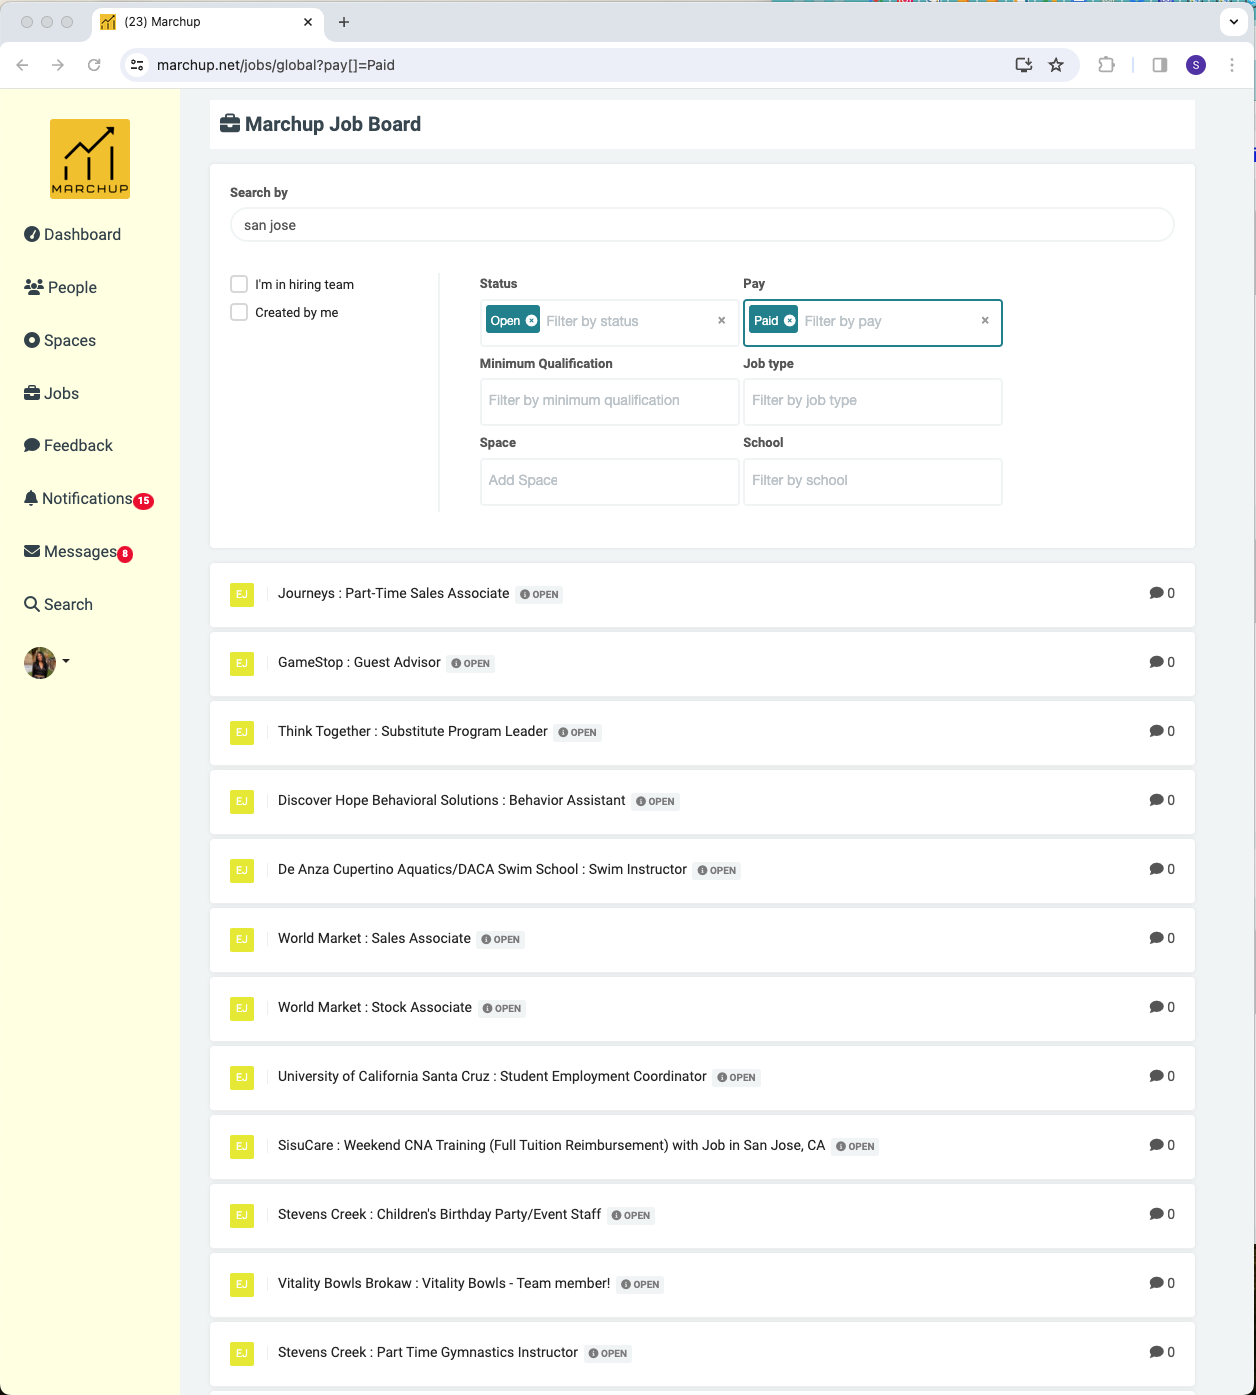 (23) Marchup
marchup.net/jobs/global?pay[]=Paid
S
MARCHUP
Dashboard
People
Spaces
Jobs
Feedback
Notifications 15
Messages 8
Search
Marchup Job Board
Search by
san jose
I'm in hiring team
Created by me
Status
Pay
Open Filter by status ×
Paid Filter by pay ×
Minimum Qualification
Job type
Filter by minimum qualification
Filter by job type
Space
School
Add Space
Filter by school
EJ Journeys : Part-Time Sales Associate OPEN 0
EJ GameStop : Guest Advisor OPEN 0
EJ Think Together : Substitute Program Leader OPEN 0
EJ Discover Hope Behavioral Solutions : Behavior Assistant OPEN 0
EJ De Anza Cupertino Aquatics/DACA Swim School : Swim Instructor OPEN 0
EJ World Market : Sales Associate OPEN 0
EJ World Market : Stock Associate OPEN 0
EJ University of California Santa Cruz : Student Employment Coordinator OPEN 0
EJ SisuCare : Weekend CNA Training (Full Tuition Reimbursement) with Job in San Jose, CA OPEN 0
EJ Stevens Creek : Children's Birthday Party/Event Staff OPEN 0
EJ Vitality Bowls Brokaw : Vitality Bowls - Team member! OPEN 0
EJ Stevens Creek : Part Time Gymnastics Instructor OPEN 0